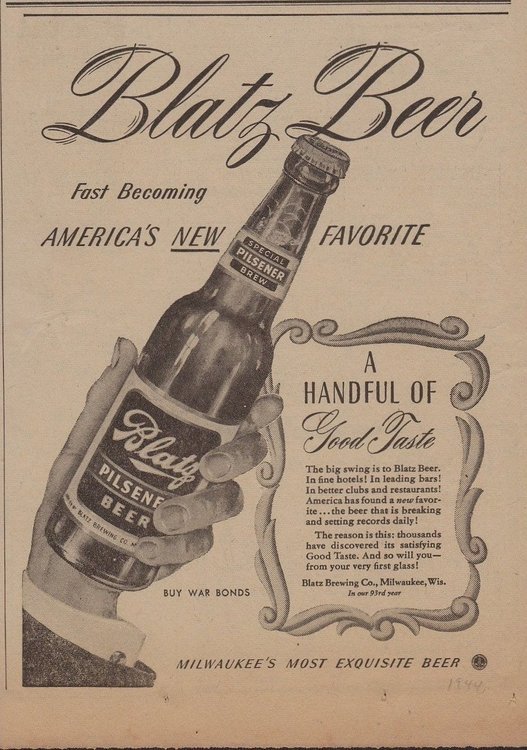 Blatz Beer
Fast Becoming
AMERICA'S NEW FAVORITE
SPECIAL
PILSENER
BREW
A
HANDFUL OF
Good Taste
The big swing is to Blatz Beer.
In fine hotels! In leading bars!
In better clubs and restaurants!
America has found a new favor-
ite...the beer that is breaking
and setting records daily!
The reason is this: thousands
have discovered its satisfying
Good Taste. And so will you—
from your very first glass!
Blatz Brewing Co., Milwaukee, Wis.
In our 93rd year
Blatz
PILSENE
BEER
BLATZ BREWING CO.
BUY WAR BONDS
MILWAUKEE'S MOST EXQUISITE BEER
1944